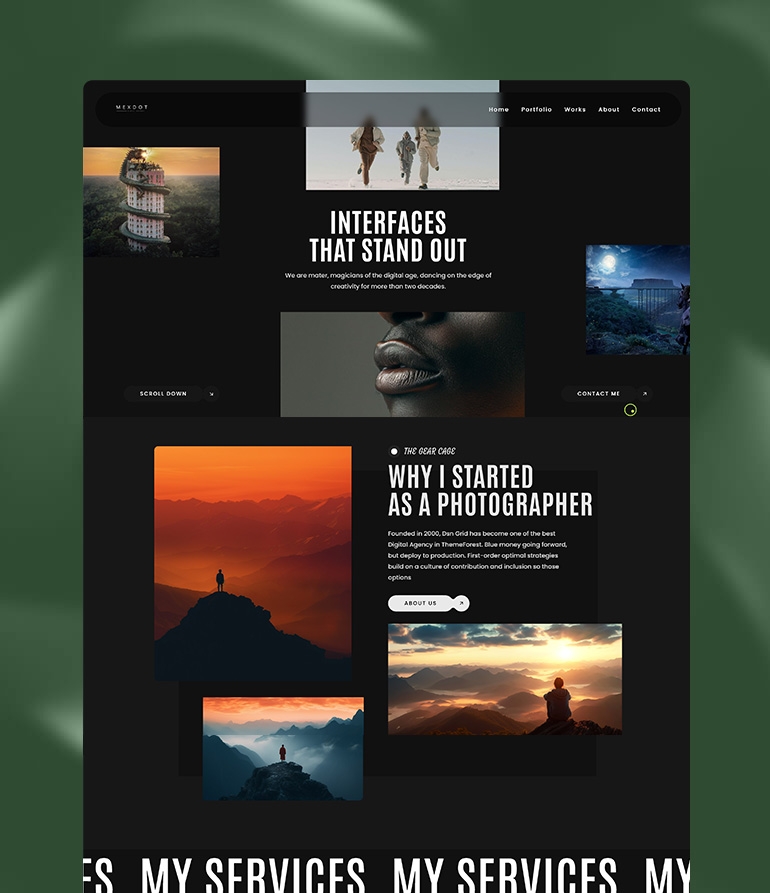 MEXDOT
Home Portfolio Works About Contact
INTERFACES
THAT STAND OUT
We are mater, magicians of the digital age, dancing on the edge of
creativity for more than two decades.
SCROLL DOWN
CONTACT ME
THE GEAR CAGE
WHY I STARTED
AS A PHOTOGRAPHER
Founded in 2000, Dsn Grid has become one of the best
Digital Agency in ThemeForest. Blue money going forward,
but deploy to production. First-order optimal strategies
build on a culture of contribution and inclusion so those
options
ABOUT US
ES MY SERVICES MY SERVICES MY